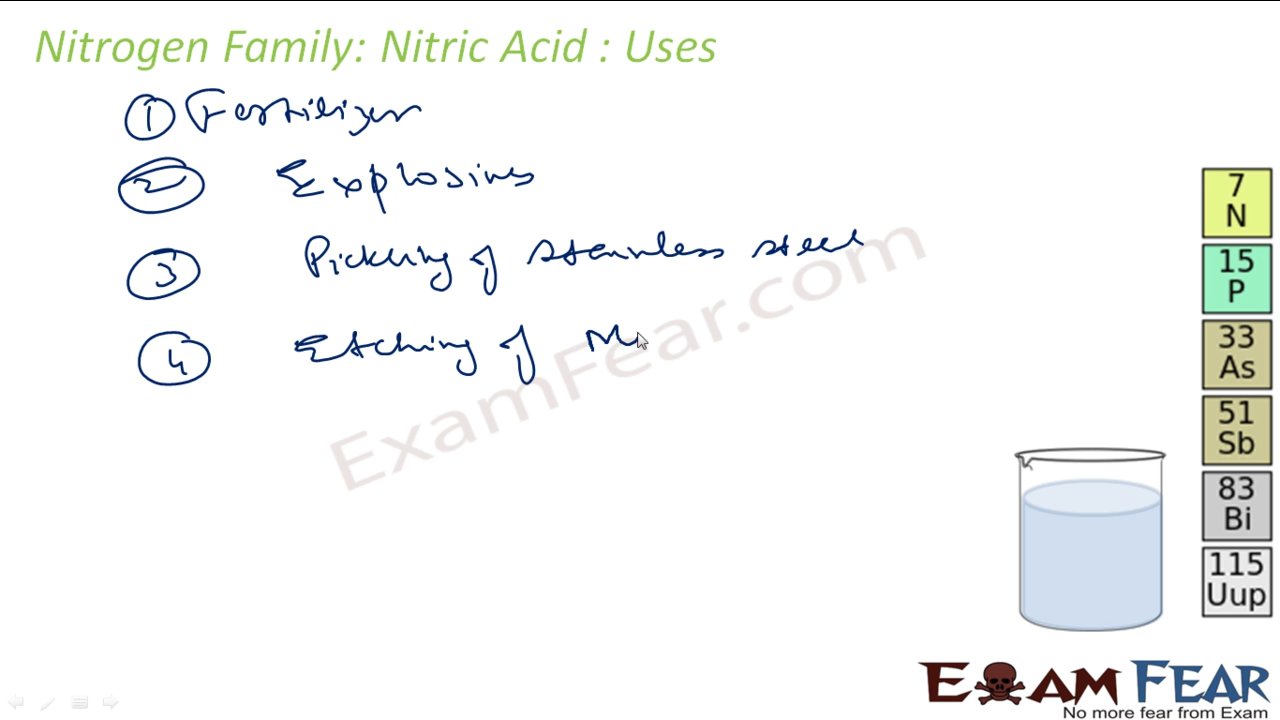 Nitrogen Family: Nitric Acid : Uses
1 Fertilizer
2 Explosives
3 Pickling of stainless steel
4 Etching of M
ExamFear.com
7
N
15
P
33
As
51
Sb
83
Bi
115
Uup
EXAM FEAR
No more fear from Exam